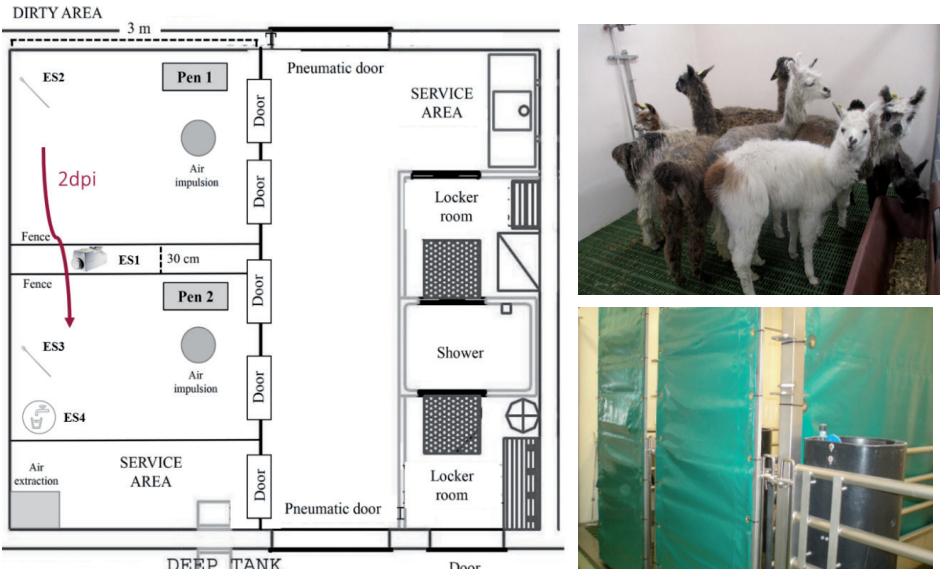 DIRTY AREA
3 m
ES2
Pen 1
Air
impulsion
2dpi
Fence
ES1
30 cm
Fence
Pen 2
ES3
Air
impulsion
ES4
Air
extraction
SERVICE
AREA
Door
Door
Door
Door
Door
Pneumatic door
SERVICE
AREA
Locker
room
Shower
Locker
room
Pneumatic door
DEEP TANK
Door